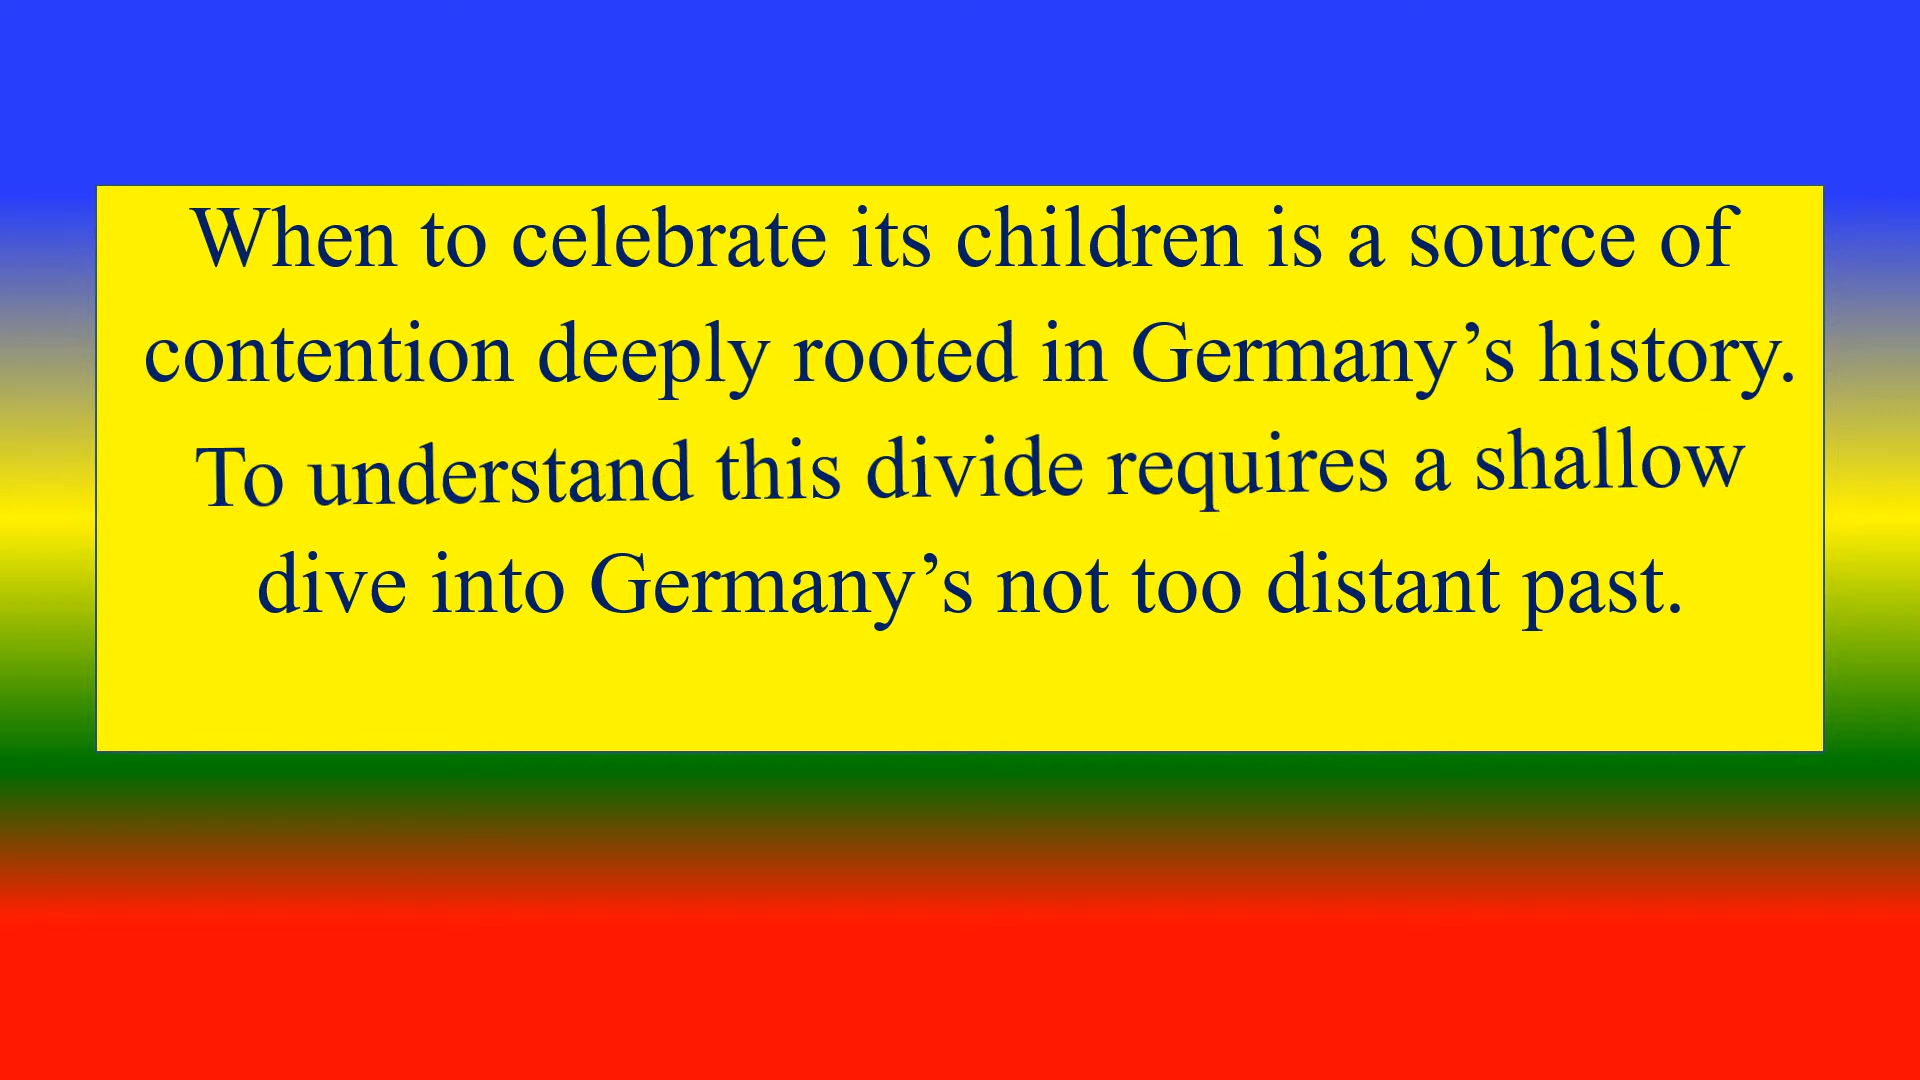 When to celebrate its children is a source of
contention deeply rooted in Germany’s history.
To understand this divide requires a shallow
dive into Germany’s not too distant past.